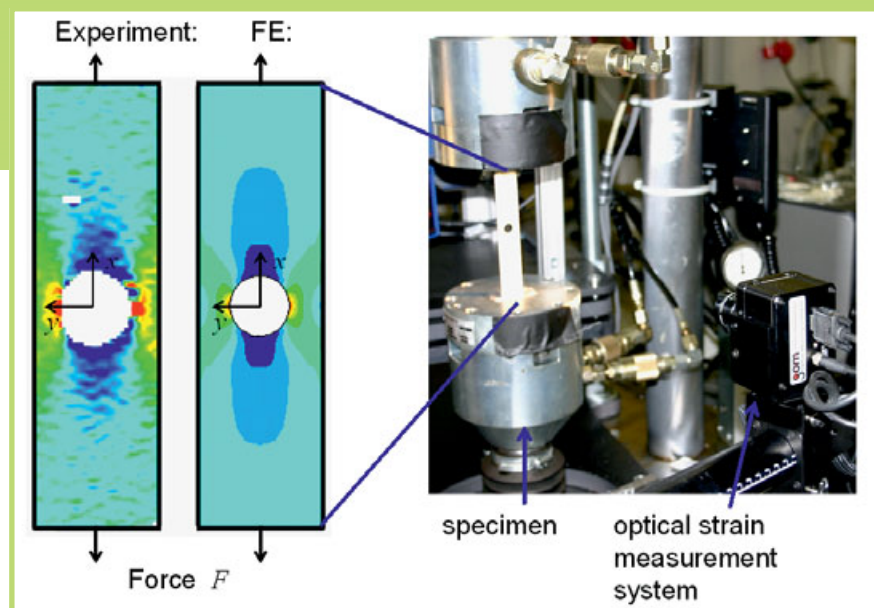 Experiment: FE:
x
y
x
y
Force F
gom
specimen
optical strain
measurement
system